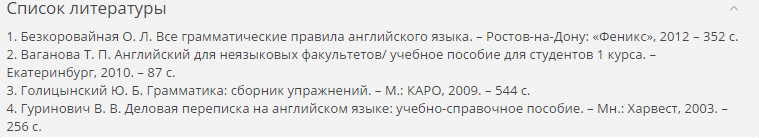 Список литературы
1. Безкоровайная О. Л. Все грамматические правила английского языка. – Ростов-на-Дону: «Феникс», 2012 – 352 с.
2. Ваганова Т. П. Английский для неязыковых факультетов/ учебное пособие для студентов 1 курса. –
Екатеринбург, 2010. – 87 с.
3. Голицынский Ю. Б. Грамматика: сборник упражнений. – М.: КАРО, 2009. – 544 с.
4. Гуринович В. В. Деловая переписка на английском языке: учебно-справочное пособие. – Мн.: Харвест, 2003. –
256 с.